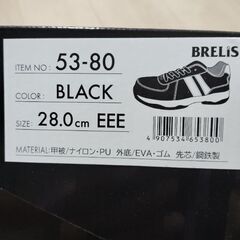 BRELIS
ITEM NO : 53-80
COLOR : BLACK
SIZE : 28.0cm EEE
4907534653800
MATERIAL: 甲被/ナイロン・PU 外底/EVA・ゴム 先芯/鋼鉄製